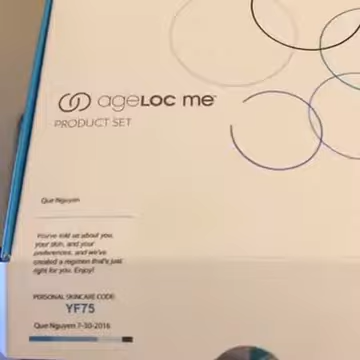 ageLOC me™
PRODUCT SET
Que Nguyen
You've told us about you,
your skin, and your
preferences, and we've
created a regimen that's just
right for you. Enjoy!
PERSONAL SKINCARE CODE:
YF75
Que Nguyen 7-30-2016